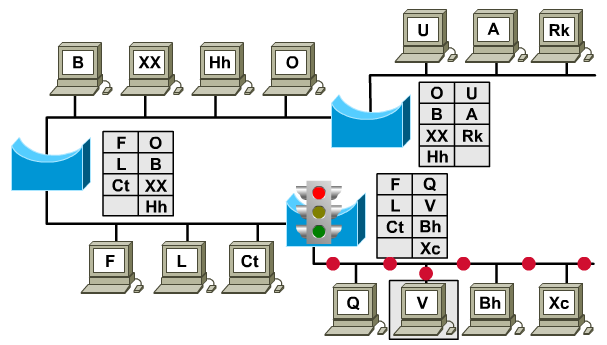 U A Rk
B XX Hh O
O U
B A
XX Rk
Hh
F O
L B
Ct XX
Hh
F Q
L V
Ct Bh
Xc
F L Ct
Q V Bh Xc